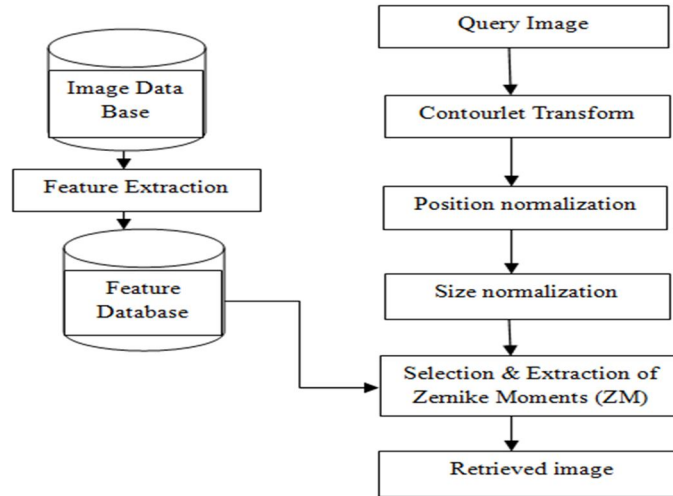 Image Data
Base
Feature Extraction
Feature
Database
Query Image
Contourlet Transform
Position normalization
Size normalization
Selection & Extraction of
Zernike Moments (ZM)
Retrieved image